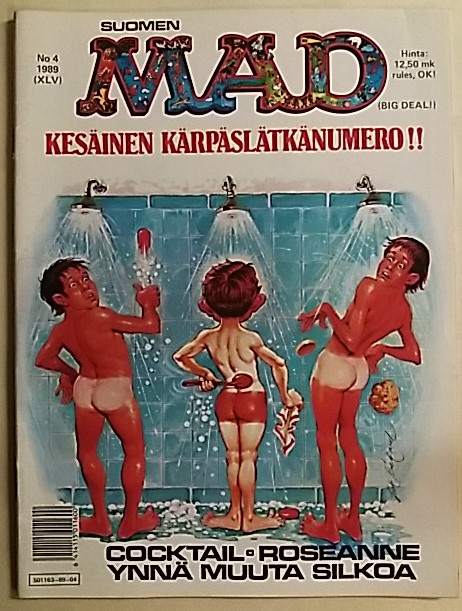 SUOMEN
MAD
No 4
1989
(XLV)
Hinta:
12,50 mk
rules, OK!
(BIG DEAL!)
KESÄINEN KÄRPÄSLÄTKÄNUMERO!!
COCKTAIL·ROSEANNE
YNNÄ MUUTA SILKOA
501163-89-04